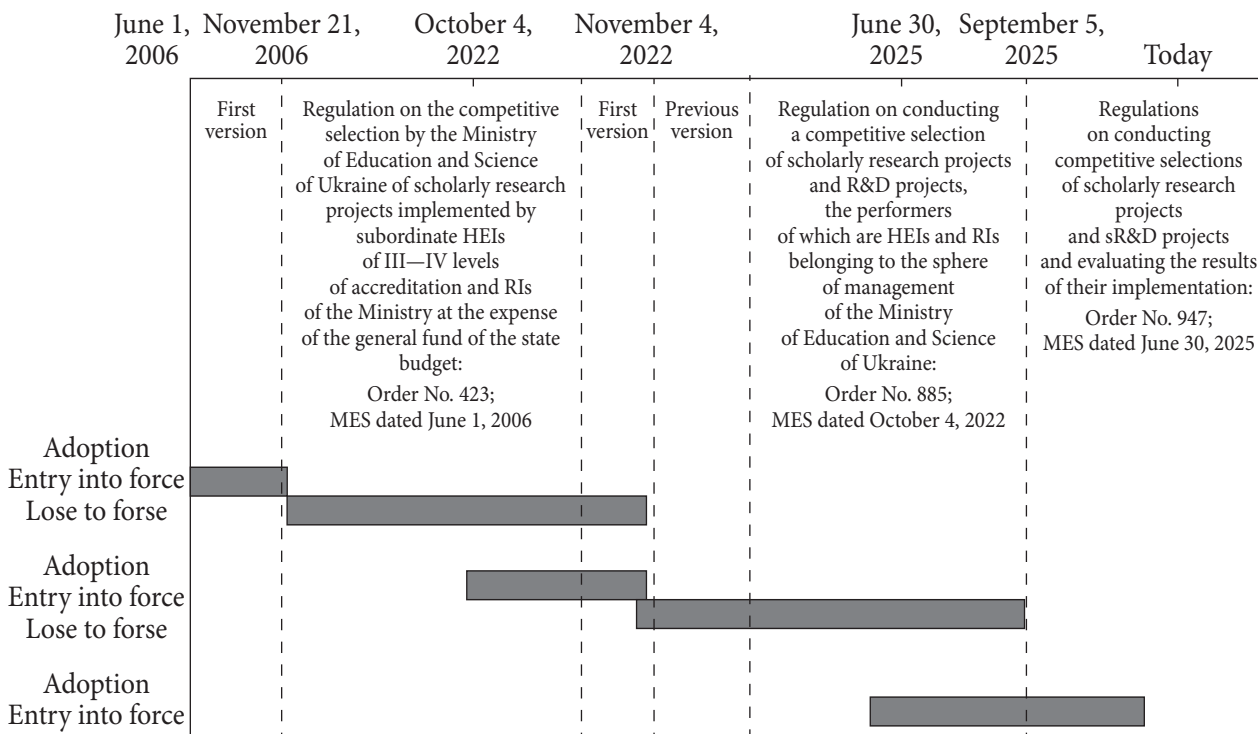 June 1,
2006
November 21,
2006
October 4,
2022
November 4,
2022
June 30,
2025
September 5,
2025
Today
First
version
Regulation on the competitive
selection by the Ministry
of Education and Science
of Ukraine of scholarly research
projects implemented by
subordinate HEIs
of III—IV levels
of accreditation and RIs
of the Ministry at the expense
of the general fund of the state
budget:
Order No. 423;
MES dated June 1, 2006
First
version
Previous
version
Regulation on conducting
a competitive selection
of scholarly research projects
and R&D projects,
the performers
of which are HEIs and RIs
belonging to the sphere
of management
of the Ministry
of Education and Science
of Ukraine:
Order No. 885;
MES dated October 4, 2022
Regulations
on conducting
competitive selections
of scholarly research
projects
and sR&D projects
and evaluating the results
of their implementation:
Order No. 947;
MES dated June 30, 2025
Adoption
Entry into force
Lose to forse
Adoption
Entry into force
Lose to forse
Adoption
Entry into force